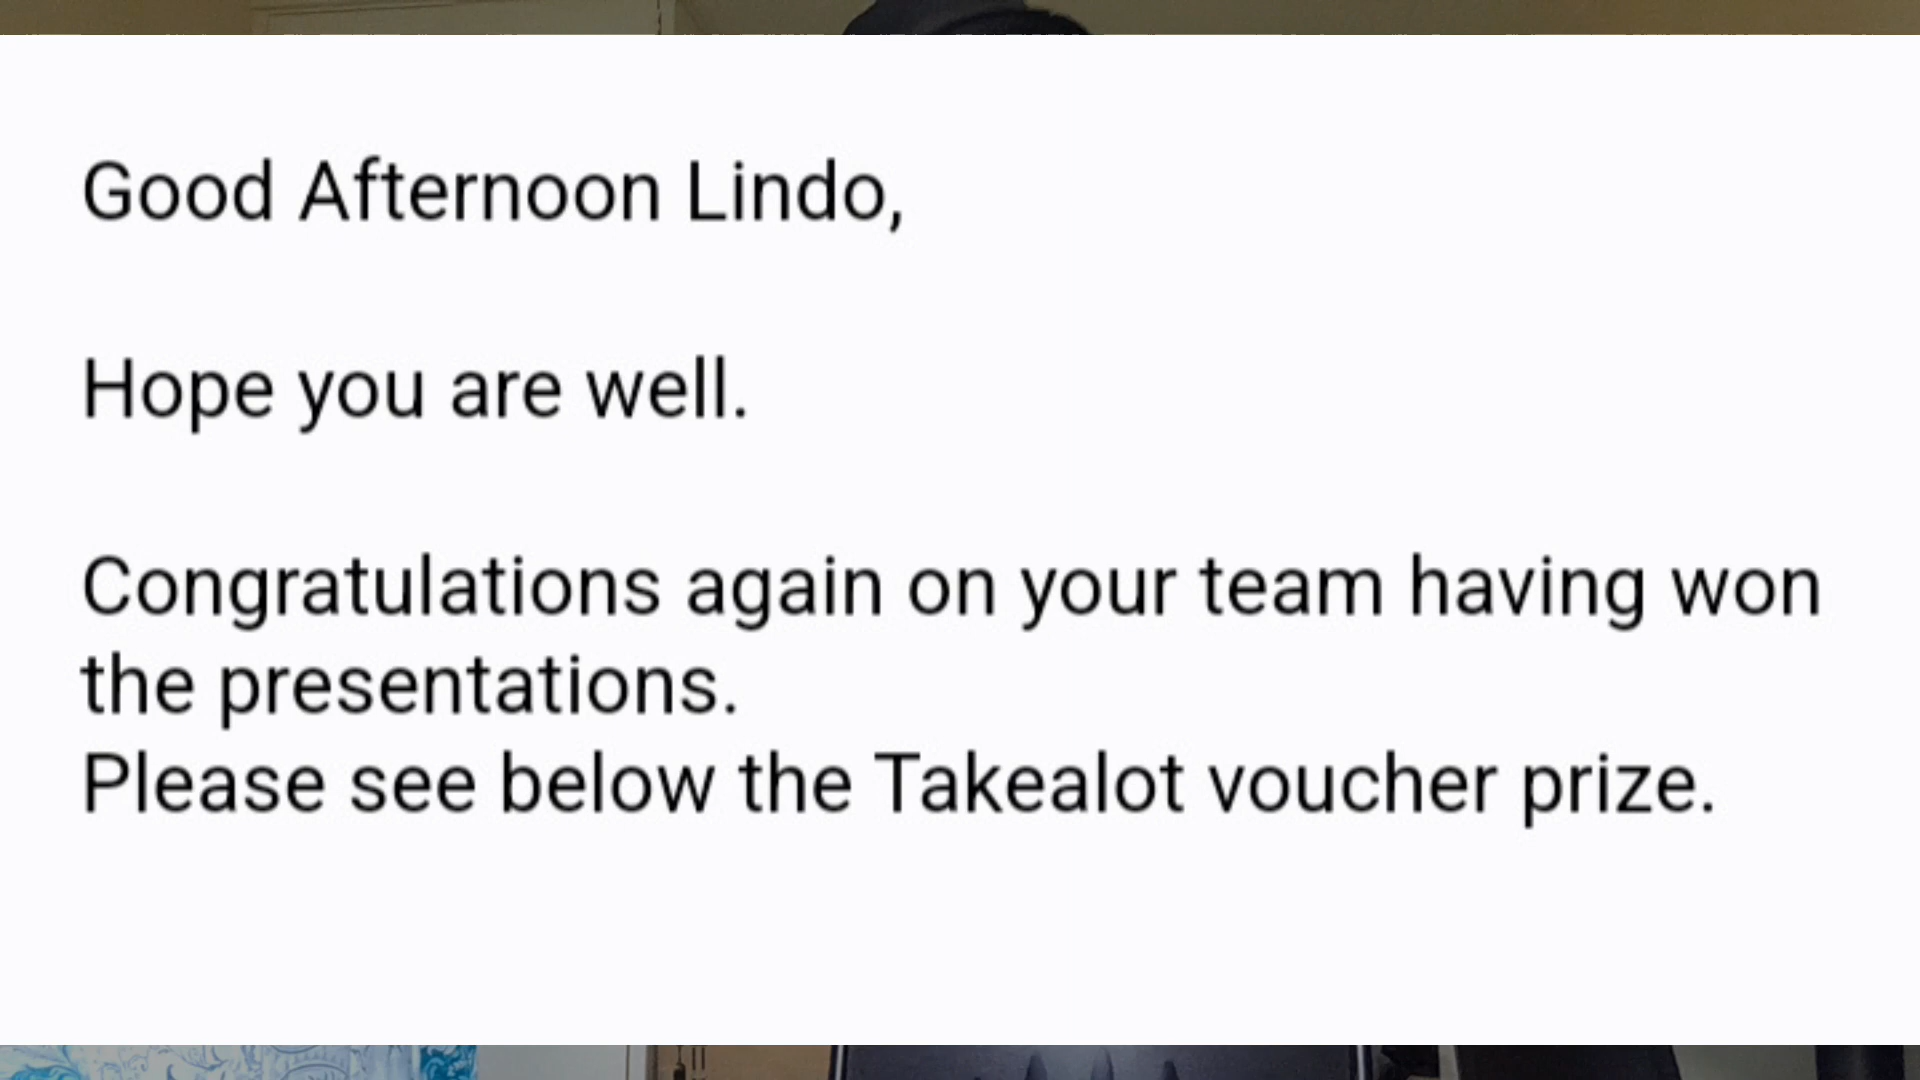 Good Afternoon Lindo,
Hope you are well.
Congratulations again on your team having won
the presentations.
Please see below the Takealot voucher prize.